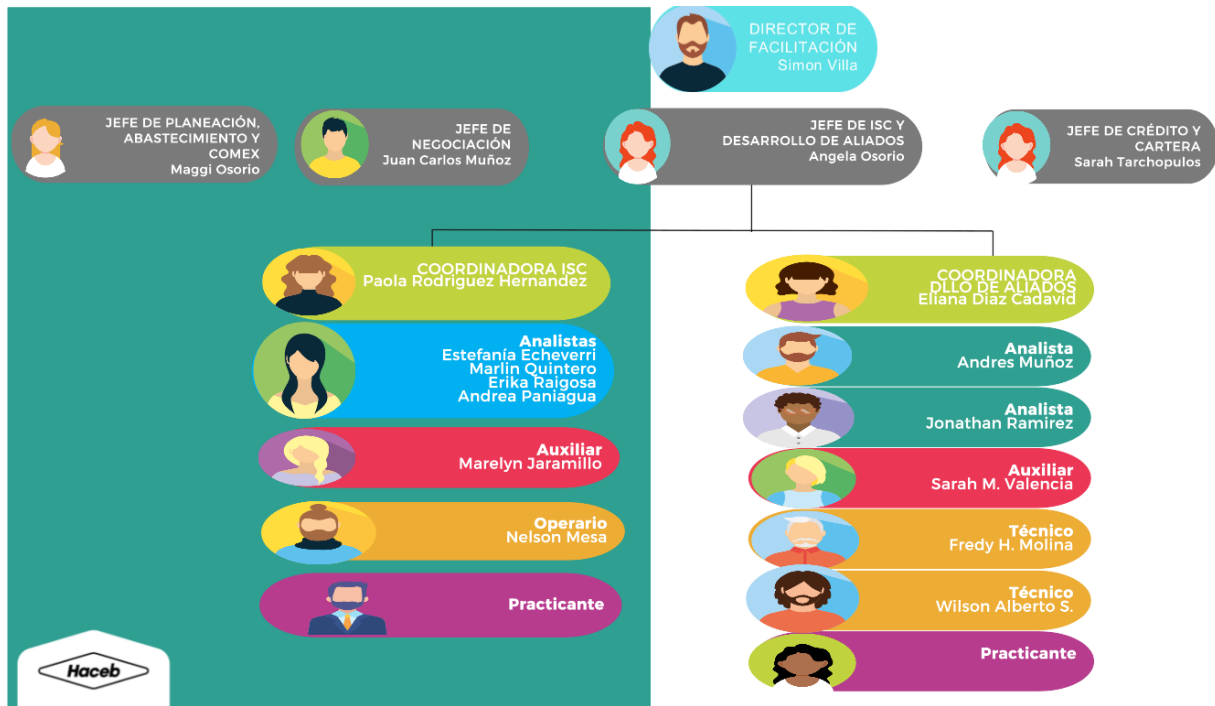 DIRECTOR DE
FACILITACIÓN
Simon Villa
JEFE DE PLANEACIÓN,
ABASTECIMIENTO Y
COMEX
Maggi Osorio
JEFE DE
NEGOCIACIÓN
Juan Carlos Muñoz
JEFE DE ISC Y
DESARROLLO DE ALIADOS
Angela Osorio
JEFE DE CRÉDITO Y
CARTERA
Sarah Tarchopulos
COORDINADORA ISC
Paola Rodriguez Hernandez
Analistas
Estefanía Echeverri
Marlin Quintero
Erika Raigosa
Andrea Paniagua
Auxiliar
Marelyn Jaramillo
Operario
Nelson Mesa
Practicante
COORDINADORA
DLLO DE ALIADOS
Eliana Diaz Cadavid
Analista
Andres Muñoz
Analista
Jonathan Ramirez
Auxiliar
Sarah M. Valencia
Técnico
Fredy H. Molina
Técnico
Wilson Alberto S.
Practicante
Haceb